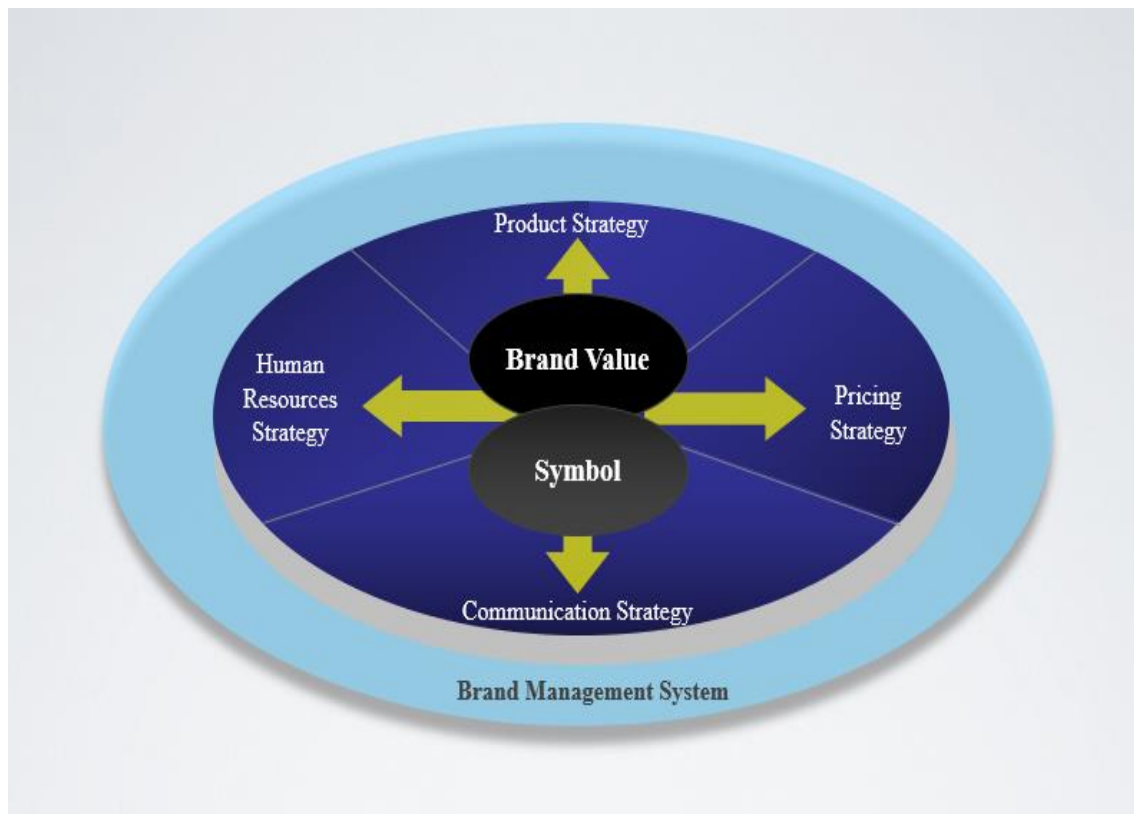 Product Strategy
Brand Value
Human
Resources
Strategy
Pricing
Strategy
Symbol
Communication Strategy
Brand Management System